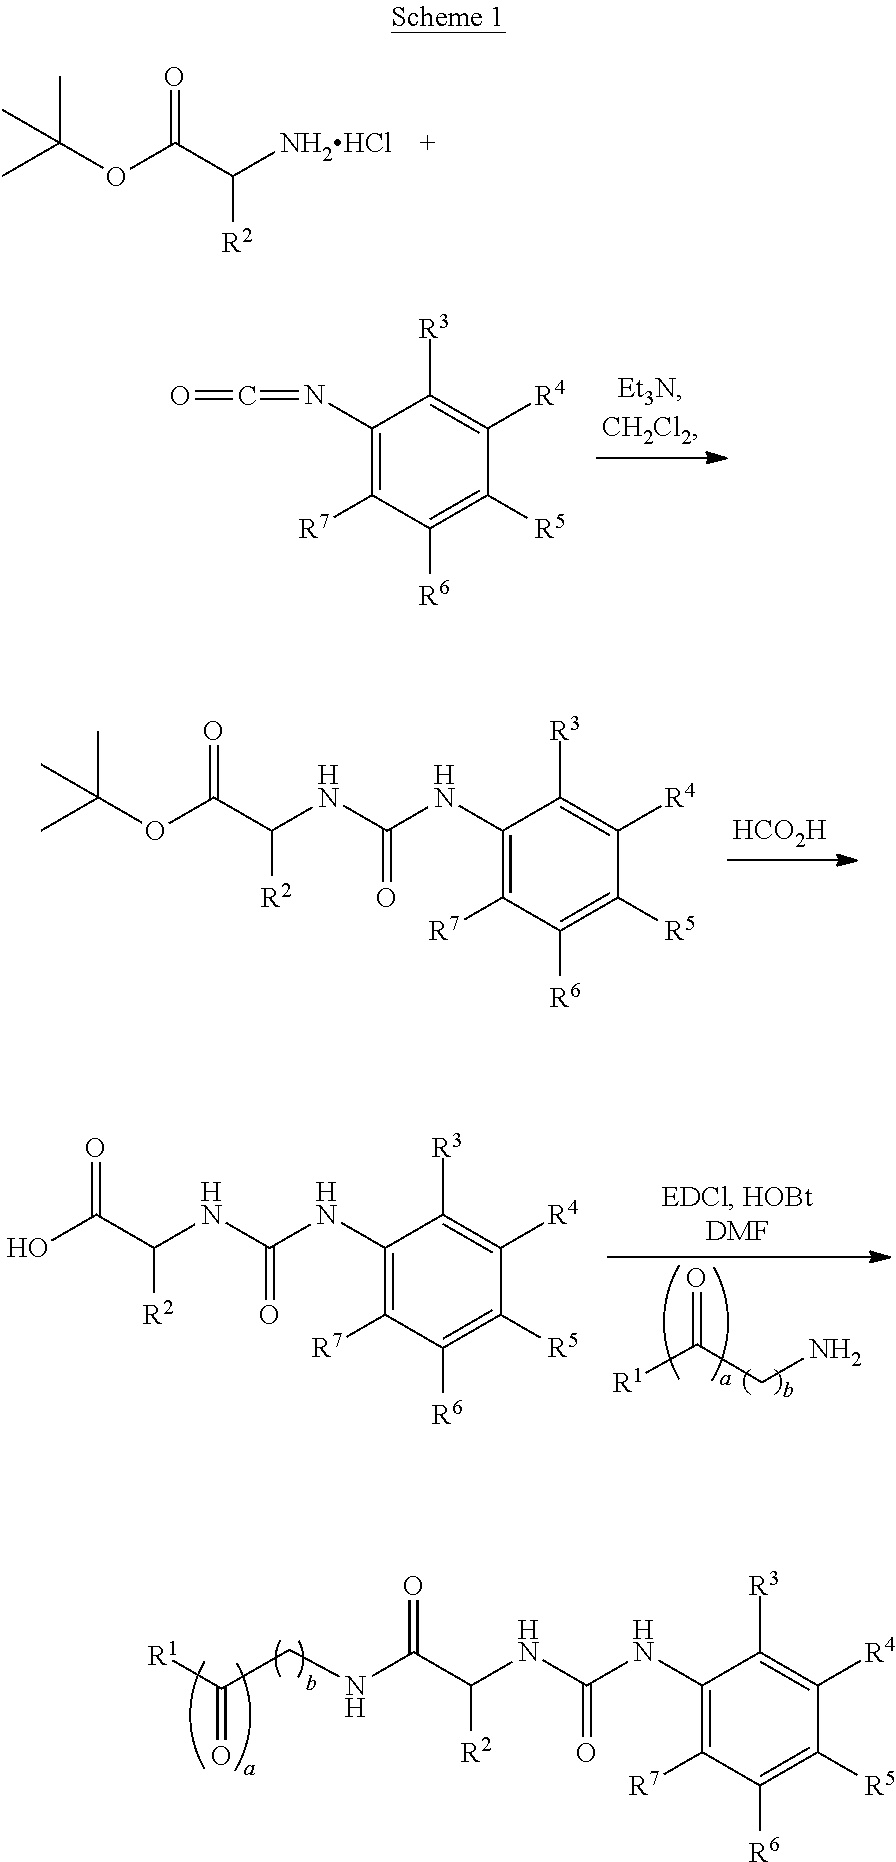 Scheme 1
O
NH2•HCl +
O
R2
R3
O C N R4
Et3N,
CH2Cl2,
R7 R5
R6
O R3
H H
N N R4
O
R2 O
R7 R5
R6
HCO2H
O R3
H H
N N R4
HO
R2 O
R7 R5
R6
EDCl, HOBt
DMF
O
NH2
R1 a b
O R3
R1 H H
N N R4
b N
H
O a
R2 O
R7 R5
R6